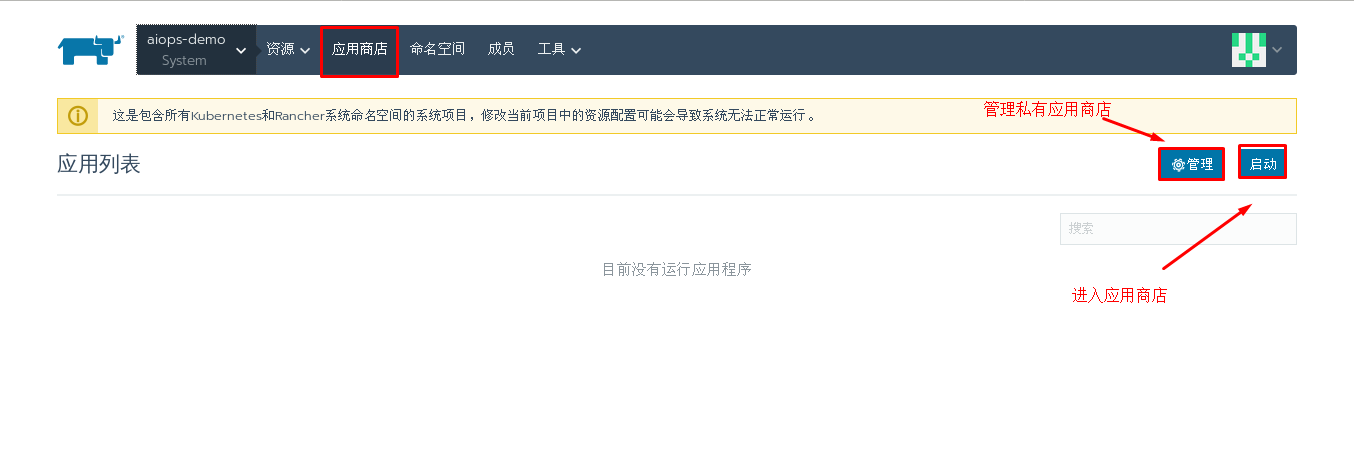 aiops-demo
System
资源
应用商店
命名空间
成员
工具
这是包含所有Kubernetes和Rancher系统命名空间的系统项目，修改当前项目中的资源配置可能会导致系统无法正常运行。
管理私有应用商店
应用列表
管理
启动
搜索
目前没有运行应用程序
进入应用商店